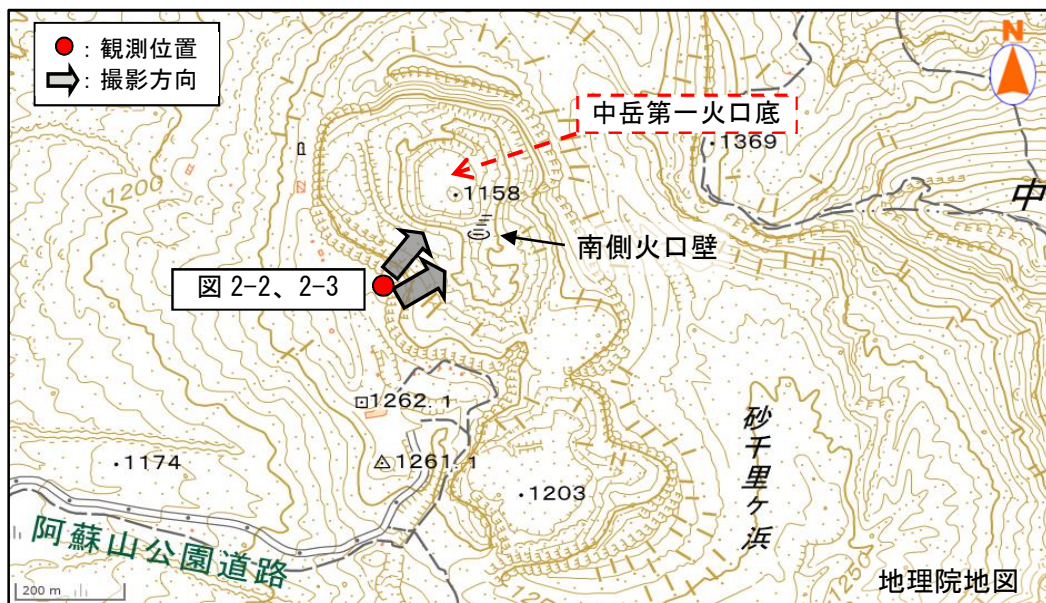 ●：観測位置
：撮影方向
N
中岳第一火口底
1369
1200
1158
中
南側火口壁
図 2-2、2-3
1262.1
砂千里ヶ浜
1174
1261.1
1203
阿蘇山公園道路
1250
200 m
地理院地図